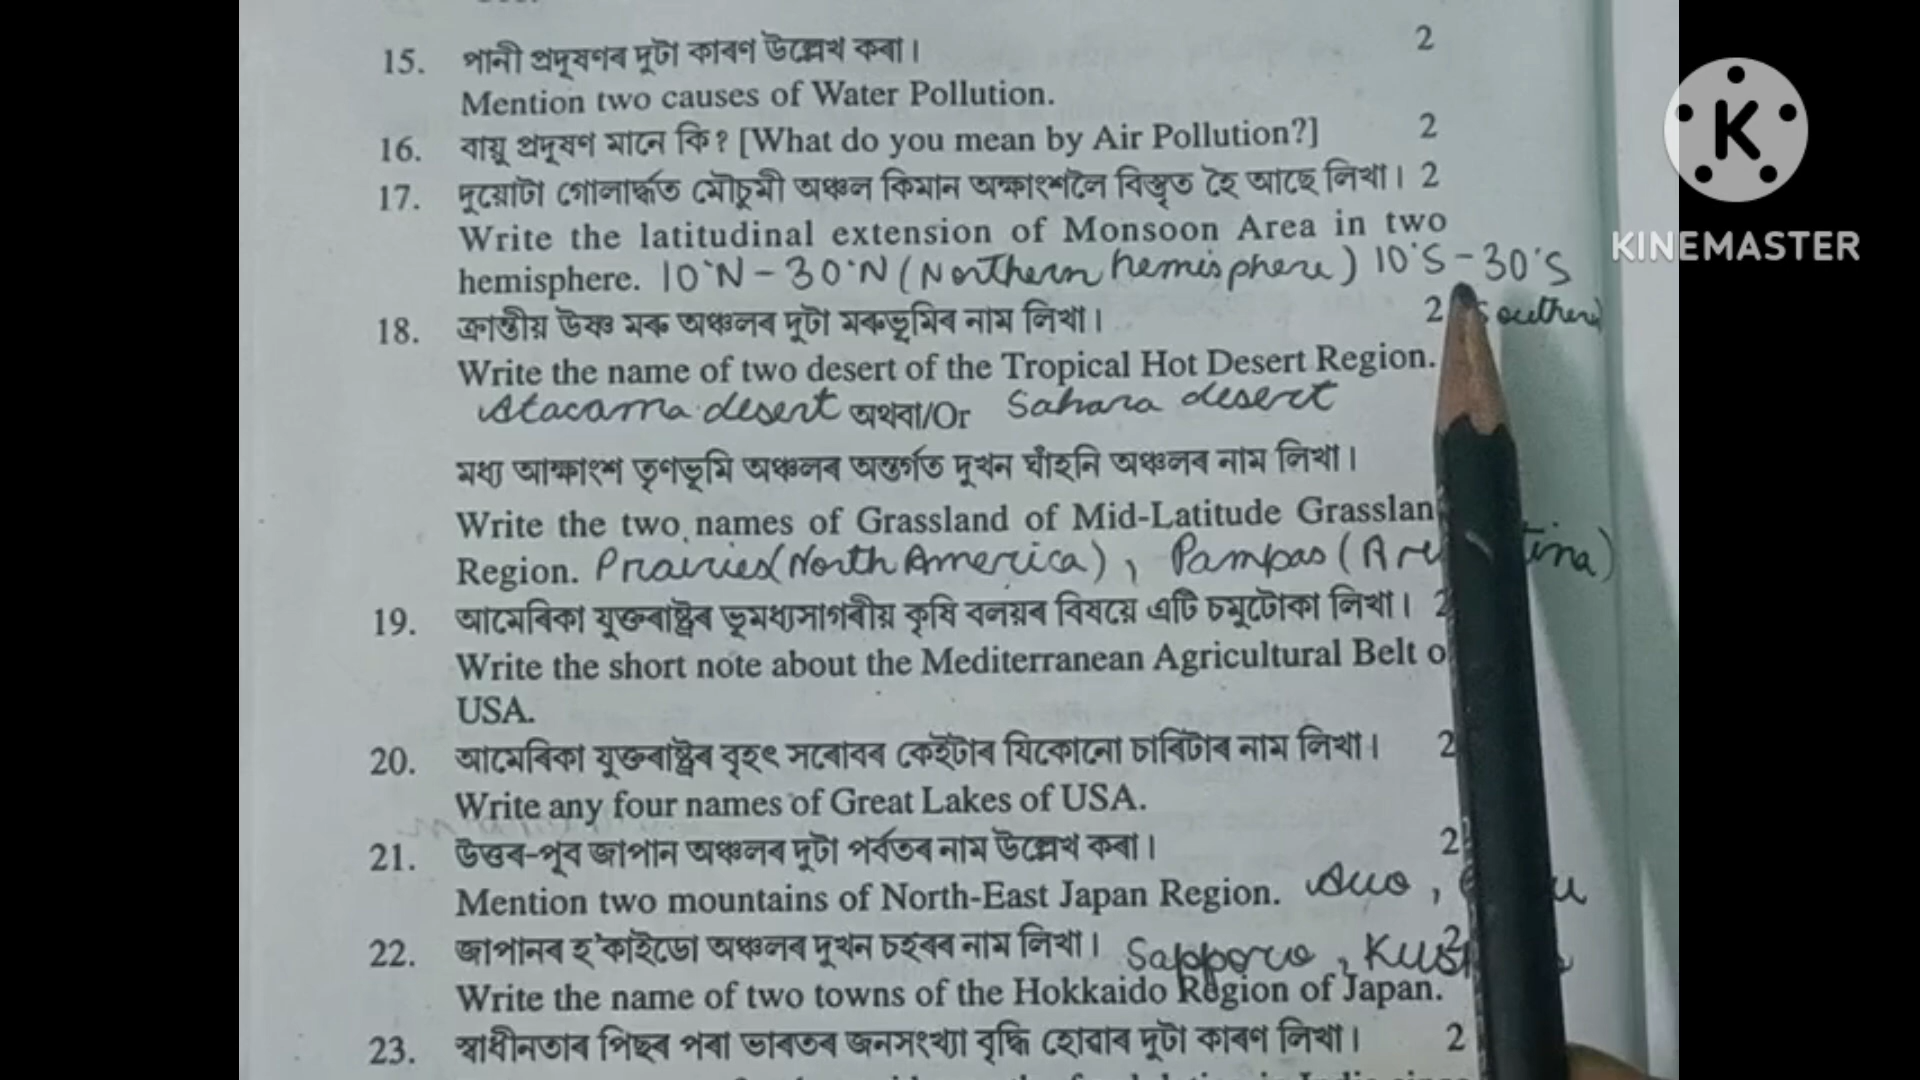 15. পানী প্ৰদূষণৰ দুটা কাৰণ উল্লেখ কৰা। 2
Mention two causes of Water Pollution.
16. বায়ু প্ৰদূষণ মানে কি? [What do you mean by Air Pollution?] 2
17. দুয়োটা গোলাৰ্দ্ধত মৌচুমী অঞ্চল কিমান অক্ষাংশলৈ বিস্তৃত হৈ আছে লিখা। 2
Write the latitudinal extension of Monsoon Area in two
hemisphere. 10°N - 30°N (Northern hemisphere) 10°S - 30°S
18. ক্ৰান্তীয় উষ্ণ মৰু অঞ্চলৰ দুটা মৰুভূমিৰ নাম লিখা। 2 southern
Write the name of two desert of the Tropical Hot Desert Region.
Atacama desert অথবা/Or Sahara desert
মধ্য আক্ষাংশ তৃণভূমি অঞ্চলৰ অন্তৰ্গত দুখন ঘাঁহনি অঞ্চলৰ নাম লিখা।
Write the two names of Grassland of Mid-Latitude Grasslan
Region. Prairies (North America), Pampas (Ar tina)
19. আমেৰিকা যুক্তৰাষ্ট্ৰৰ ভূমধ্যসাগৰীয় কৃষি বলয়ৰ বিষয়ে এটি চমুটোকা লিখা। 2
Write the short note about the Mediterranean Agricultural Belt o
USA.
20. আমেৰিকা যুক্তৰাষ্ট্ৰৰ বৃহৎ সৰোবৰ কেইটাৰ যিকোনো চাৰিটাৰ নাম লিখা। 2
Write any four names of Great Lakes of USA.
21. উত্তৰ-পূব জাপান অঞ্চলৰ দুটা পৰ্বতৰ নাম উল্লেখ কৰা। 2
Mention two mountains of North-East Japan Region.
22. জাপানৰ হ'কাইডো অঞ্চলৰ দুখন চহৰৰ নাম লিখা। Sapporo, 2
Write the name of two towns of the Hokkaido Region of Japan.
23. স্বাধীনতাৰ পিছৰ পৰা ভাৰতৰ জনসংখ্যা বৃদ্ধি হোৱাৰ দুটা কাৰণ লিখা। 2
K
KINEMASTER